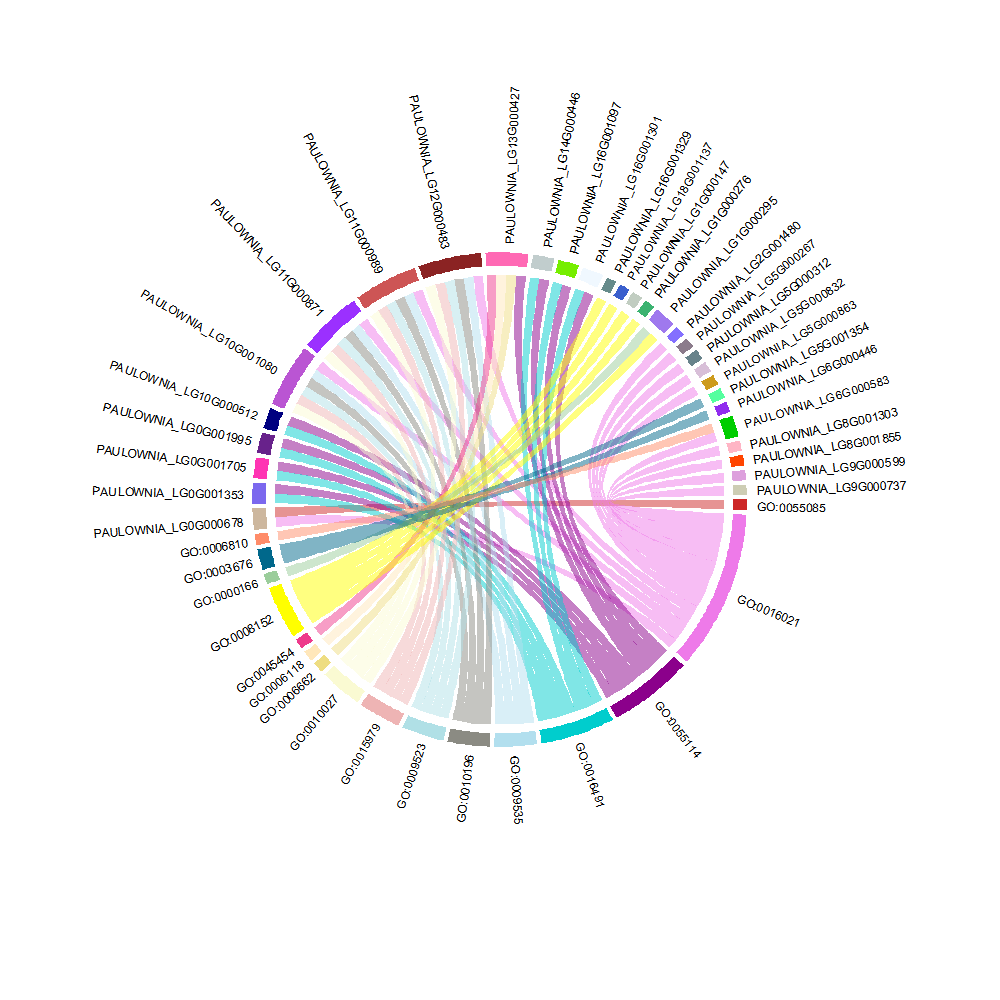 PAULOWNIA_LG13G000427
PAULOWNIA_LG14G000446
PAULOWNIA_LG16G001097
PAULOWNIA_LG16G001301
PAULOWNIA_LG16G001329
PAULOWNIA_LG18G001137
PAULOWNIA_LG1G000147
PAULOWNIA_LG1G000276
PAULOWNIA_LG1G000295
PAULOWNIA_LG2G001480
PAULOWNIA_LG5G000267
PAULOWNIA_LG5G000312
PAULOWNIA_LG5G000832
PAULOWNIA_LG5G000863
PAULOWNIA_LG5G001354
PAULOWNIA_LG6G000446
PAULOWNIA_LG6G000583
PAULOWNIA_LG8G001303
PAULOWNIA_LG8G001855
PAULOWNIA_LG9G000599
PAULOWNIA_LG9G000737
GO:0055085
GO:0016021
GO:0055114
GO:0016491
GO:0009535
GO:0010196
GO:0009523
GO:0015979
GO:0010027
GO:0006662
GO:0006118
GO:0045454
GO:0008152
GO:0000166
GO:0003676
GO:0006810
PAULOWNIA_LG0G000678
PAULOWNIA_LG0G001353
PAULOWNIA_LG0G001705
PAULOWNIA_LG0G001995
PAULOWNIA_LG10G000512
PAULOWNIA_LG10G001080
PAULOWNIA_LG11G000871
PAULOWNIA_LG11G000989
PAULOWNIA_LG12G000483